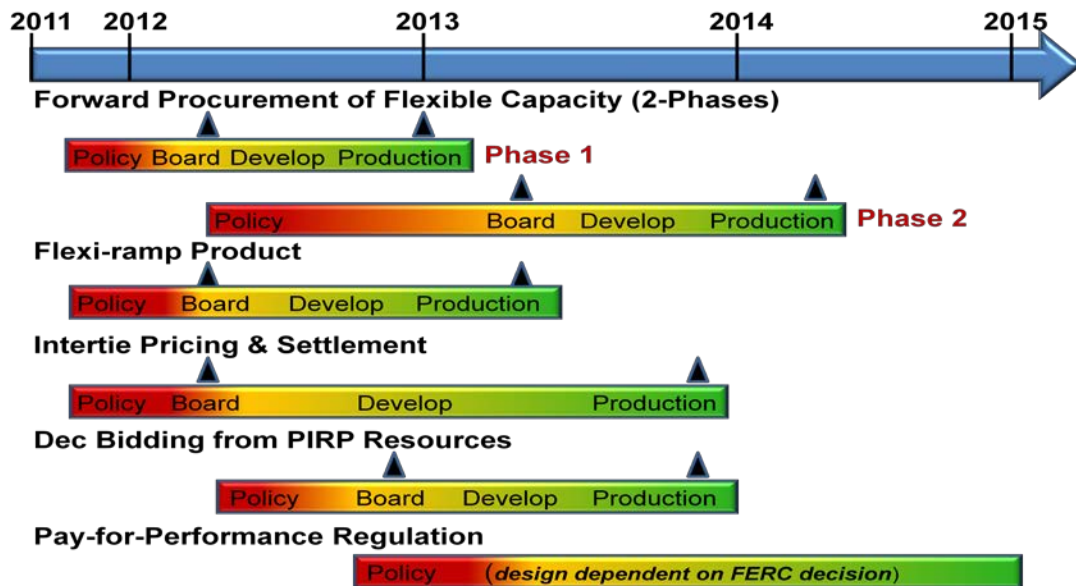 2011 2012 2013 2014 2015
Forward Procurement of Flexible Capacity (2-Phases)
Policy Board Develop Production Phase 1
Policy Board Develop Production Phase 2
Flexi-ramp Product
Policy Board Develop Production
Intertie Pricing & Settlement
Policy Board Develop Production
Dec Bidding from PIRP Resources
Policy Board Develop Production
Pay-for-Performance Regulation
Policy (design dependent on FERC decision)